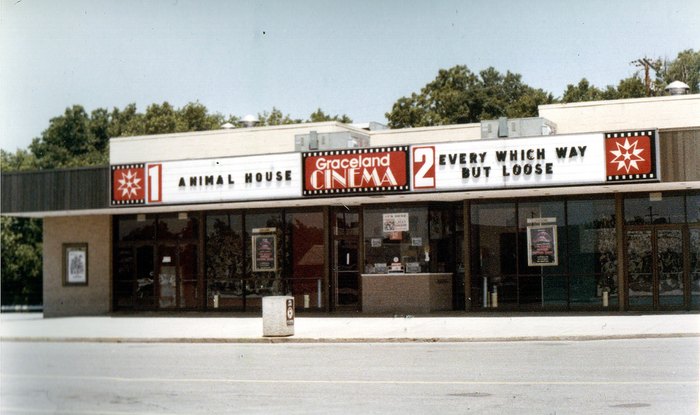 1
ANIMAL HOUSE
Graceland
CINEMA
2
EVERY WHICH WAY
BUT LOOSE